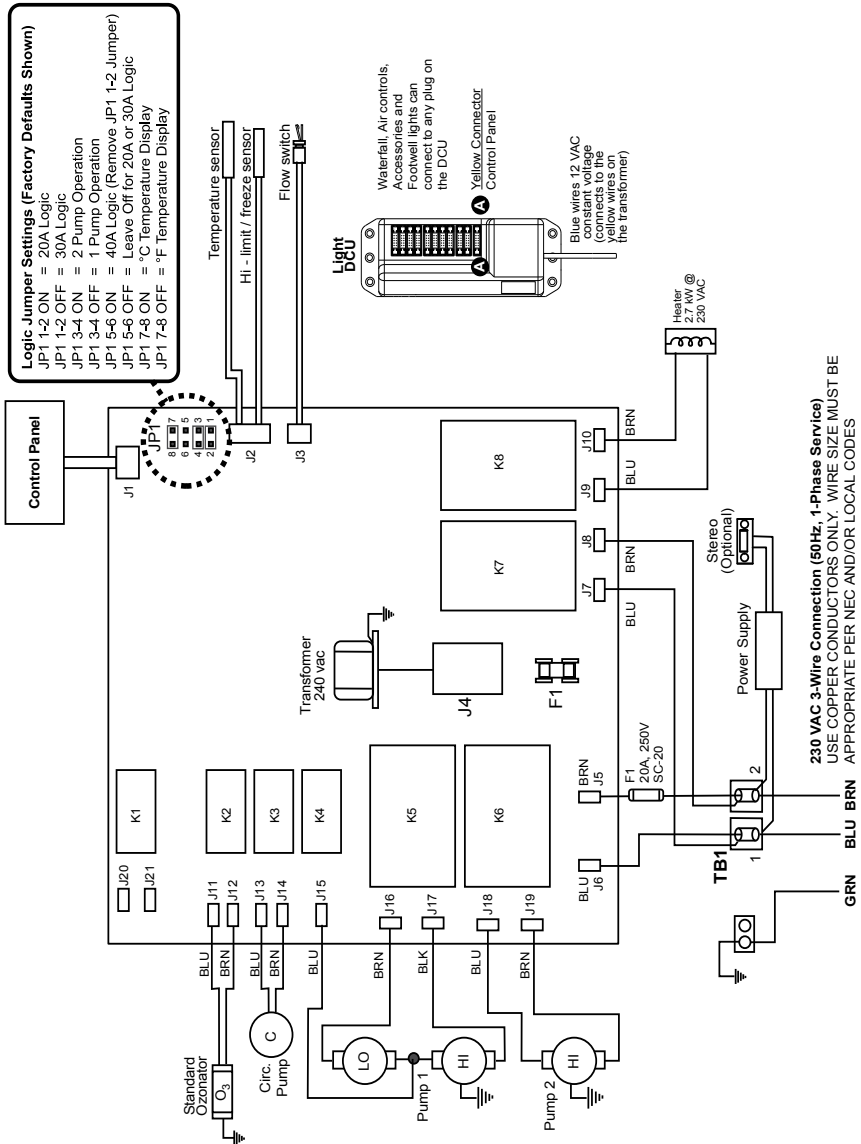 Logic Jumper Settings (Factory Defaults Shown)
JP1 1-2 ON = 20A Logic
JP1 1-2 OFF = 30A Logic
JP1 3-4 ON = 2 Pump Operation
JP1 3-4 OFF = 1 Pump Operation
JP1 5-6 ON = 40A Logic (Remove JP1 1-2 Jumper)
JP1 5-6 OFF = Leave Off for 20A or 30A Logic
JP1 7-8 ON = °C Temperature Display
JP1 7-8 OFF = °F Temperature Display
Control Panel
J1
JP1
8 7
6 5
4 3
2 1
J2
J3
Temperature sensor
Hi - limit / freeze sensor
Flow switch
Light
DCU
A
Waterfall, Air controls,
Accessories and
Footwell lights can
connect to any plug on
the DCU
A Yellow Connector
Control Panel
Blue wires 12 VAC
constant voltage
(connects to the
yellow wires on
the transformer)
J20
J21
K1
K2
K3
K4
K5
K6
Transformer
240 vac
J4
F1
K7
K8
J11
J12
J13
J14
J15
J16
J17
J18
J19
BLU
BRN
BLU
BRN
BLU
BRN
BLK
BLU
BRN
Standard
Ozonator
O3
Circ.
Pump
C
LO
Pump 1
HI
Pump 2
HI
BLU
J6
BRN
J5
F1
20A, 250V
SC-20
J7
BLU
J8
BRN
J9
BLU
J10
BRN
Heater
2.7 kW @
230 VAC
TB1
1
2
Power Supply
Stereo
(Optional)
GRN
BLU
BRN
230 VAC 3-Wire Connection (50Hz, 1-Phase Service)
USE COPPER CONDUCTORS ONLY. WIRE SIZE MUST BE
APPROPRIATE PER NEC AND/OR LOCAL CODES